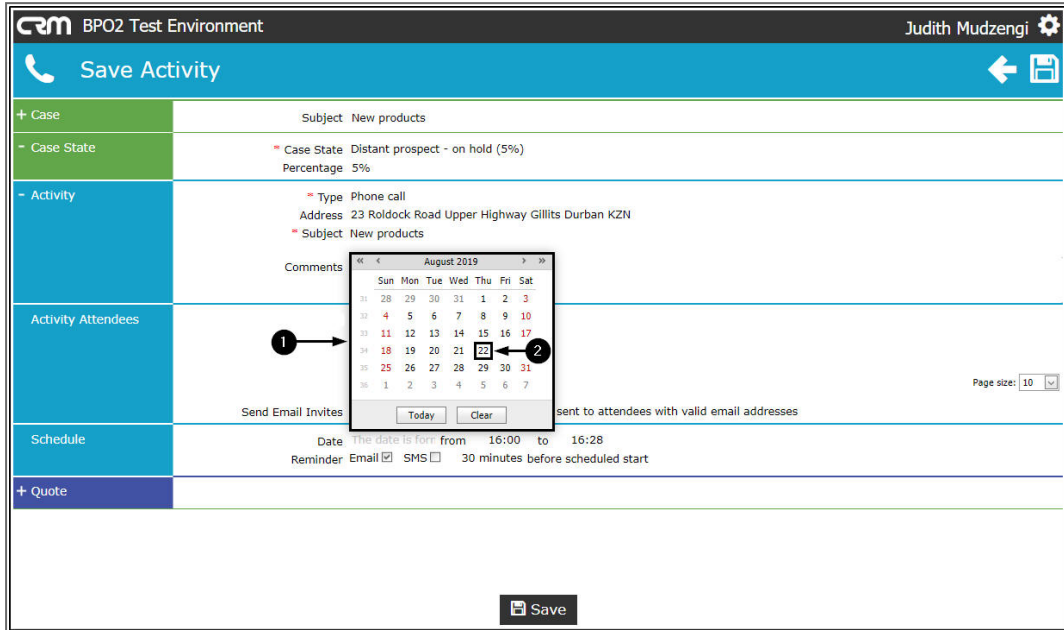 CRM BPO2 Test Environment Judith Mudzengi
Save Activity
+ Case Subject New products
- Case State * Case State Distant prospect - on hold (5%)
Percentage 5%
- Activity * Type Phone call
Address 23 Roldock Road Upper Highway Gillits Durban KZN
* Subject New products
Comments
« ‹ August 2019 › »
Sun Mon Tue Wed Thu Fri Sat
31 28 29 30 31 1 2 3
32 4 5 6 7 8 9 10
33 11 12 13 14 15 16 17
34 18 19 20 21 22 23 24
35 25 26 27 28 29 30 31
36 1 2 3 4 5 6 7
Today Clear
1
2
Activity Attendees
Page size: 10
Send Email Invites sent to attendees with valid email addresses
Schedule Date The date is forr from 16:00 to 16:28
Reminder Email SMS 30 minutes before scheduled start
+ Quote
Save